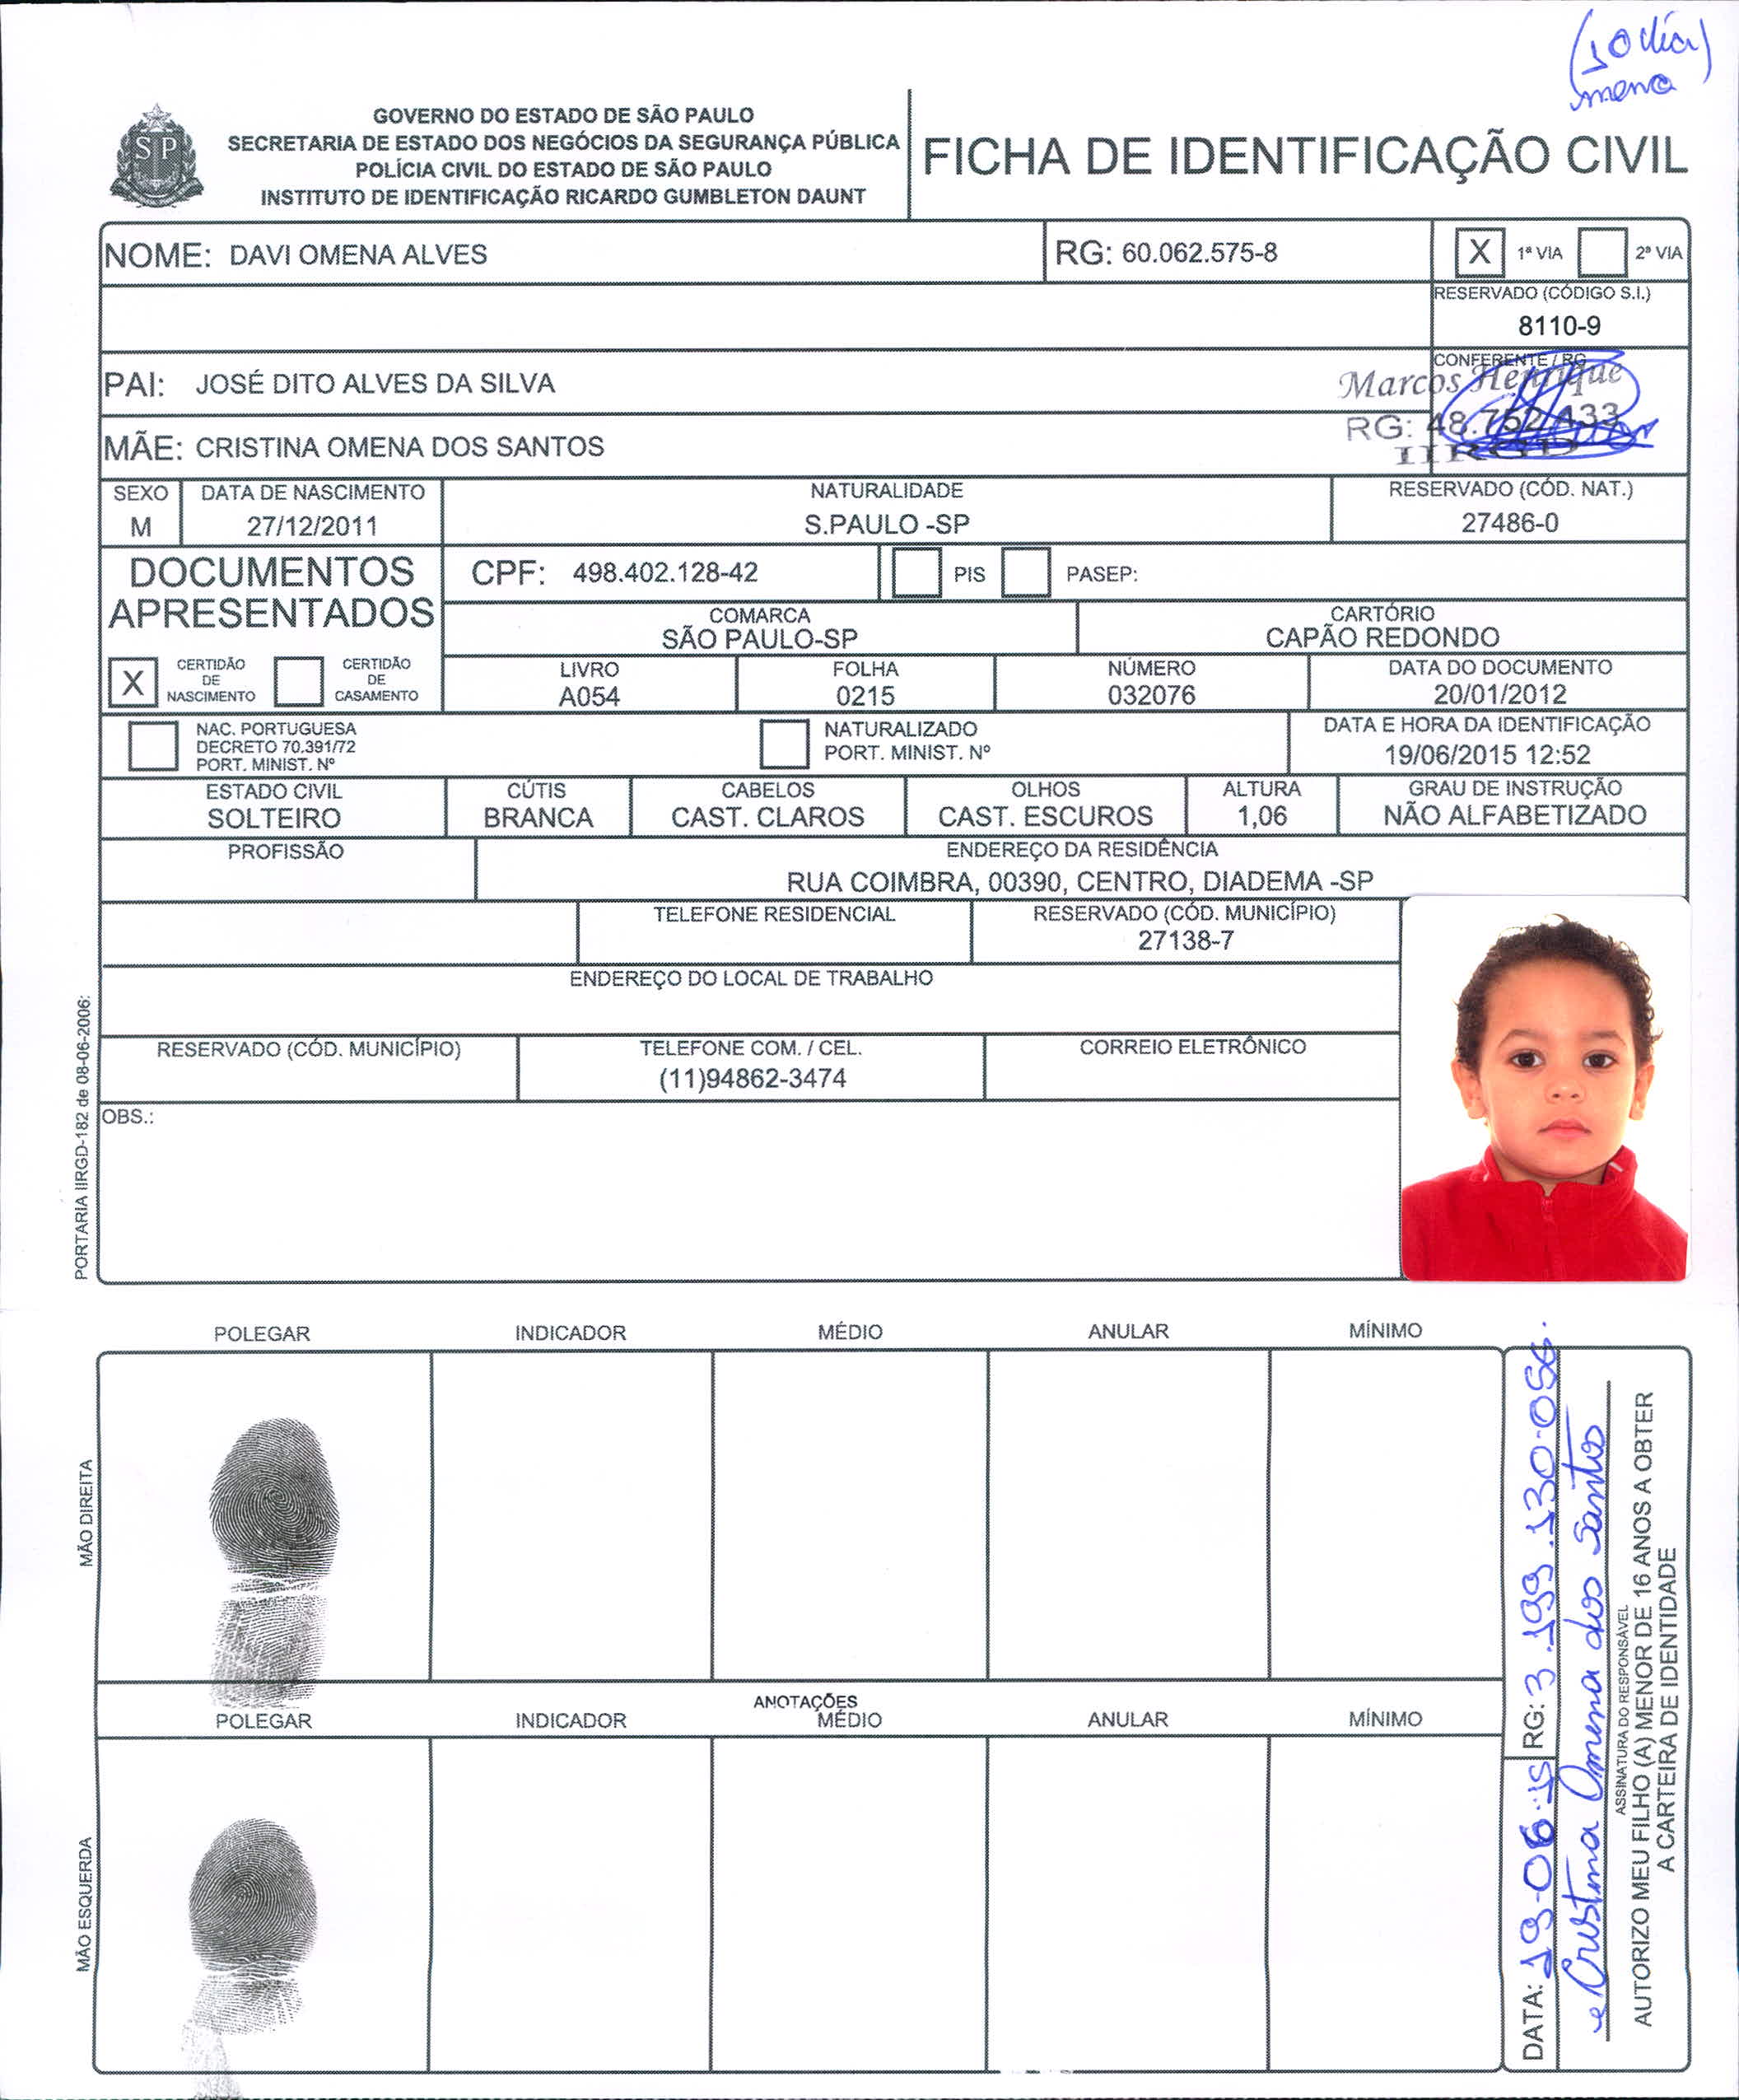 (10 dia)
GOVERNO DO ESTADO DE SÃO PAULO
SECRETARIA DE ESTADO DOS NEGÓCIOS DA SEGURANÇA PÚBLICA
POLÍCIA CIVIL DO ESTADO DE SÃO PAULO
INSTITUTO DE IDENTIFICAÇÃO RICARDO GUMBLETON DAUNT
SP
FICHA DE IDENTIFICAÇÃO CIVIL
NOME: DAVI OMENA ALVES RG: 60.062.575-8 X 1ª VIA 2ª VIA
RESERVADO (CÓDIGO S.I.)
8110-9
PAI: JOSÉ DITO ALVES DA SILVA
CONFERENTE / RG
Marcos Henrique
RG: 48.752.433
IIRGD
MÃE: CRISTINA OMENA DOS SANTOS
SEXO DATA DE NASCIMENTO NATURALIDADE RESERVADO (CÓD. NAT.)
M 27/12/2011 S.PAULO -SP 27486-0
DOCUMENTOS APRESENTADOS
CPF: 498.402.128-42 PIS PASEP:
COMARCA CARTÓRIO
SÃO PAULO-SP CAPÃO REDONDO
X CERTIDÃO DE NASCIMENTO CERTIDÃO DE CASAMENTO
LIVRO FOLHA NÚMERO DATA DO DOCUMENTO
A054 0215 032076 20/01/2012
NAC. PORTUGUESA
DECRETO 70.391/72
PORT. MINIST. Nº
NATURALIZADO
PORT. MINIST. Nº
DATA E HORA DA IDENTIFICAÇÃO
19/06/2015 12:52
ESTADO CIVIL CÚTIS CABELOS OLHOS ALTURA GRAU DE INSTRUÇÃO
SOLTEIRO BRANCA CAST. CLAROS CAST. ESCUROS 1,06 NÃO ALFABETIZADO
PROFISSÃO ENDEREÇO DA RESIDÊNCIA
RUA COIMBRA, 00390, CENTRO, DIADEMA -SP
TELEFONE RESIDENCIAL RESERVADO (CÓD. MUNICÍPIO)
27138-7
ENDEREÇO DO LOCAL DE TRABALHO
RESERVADO (CÓD. MUNICÍPIO) TELEFONE COM. / CEL. CORREIO ELETRÔNICO
(11)94862-3474
OBS.:
PORTARIA IIRGD-182 de 08-06-2006:
POLEGAR INDICADOR MÉDIO ANULAR MÍNIMO
MÃO DIREITA
ANOTAÇÕES
POLEGAR INDICADOR MÉDIO ANULAR MÍNIMO
MÃO ESQUERDA
DATA: 19-06-15 RG: 3.199.130-056.
Cristina Omena dos Santos
ASSINATURA DO RESPONSÁVEL
AUTORIZO MEU FILHO (A) MENOR DE 16 ANOS A OBTER
A CARTEIRA DE IDENTIDADE